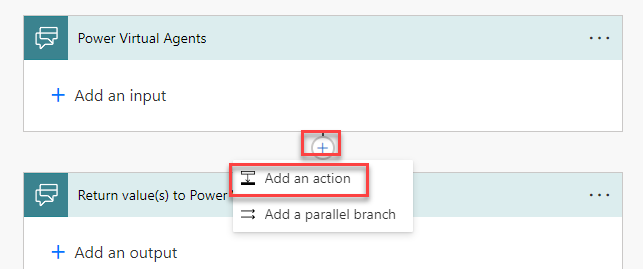 Power Virtual Agents
+ Add an input
Add an action
Return value(s) to Power
Add a parallel branch
+ Add an output